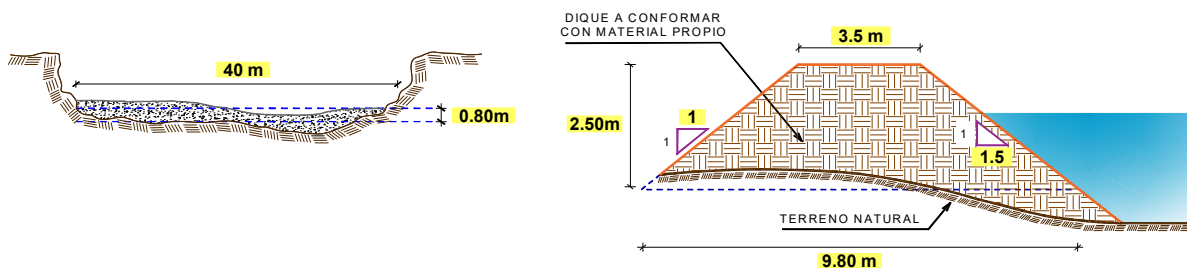 40 m
0.80m
DIQUE A CONFORMAR
CON MATERIAL PROPIO
3.5 m
2.50m
1
1
1
1.5
TERRENO NATURAL
9.80 m